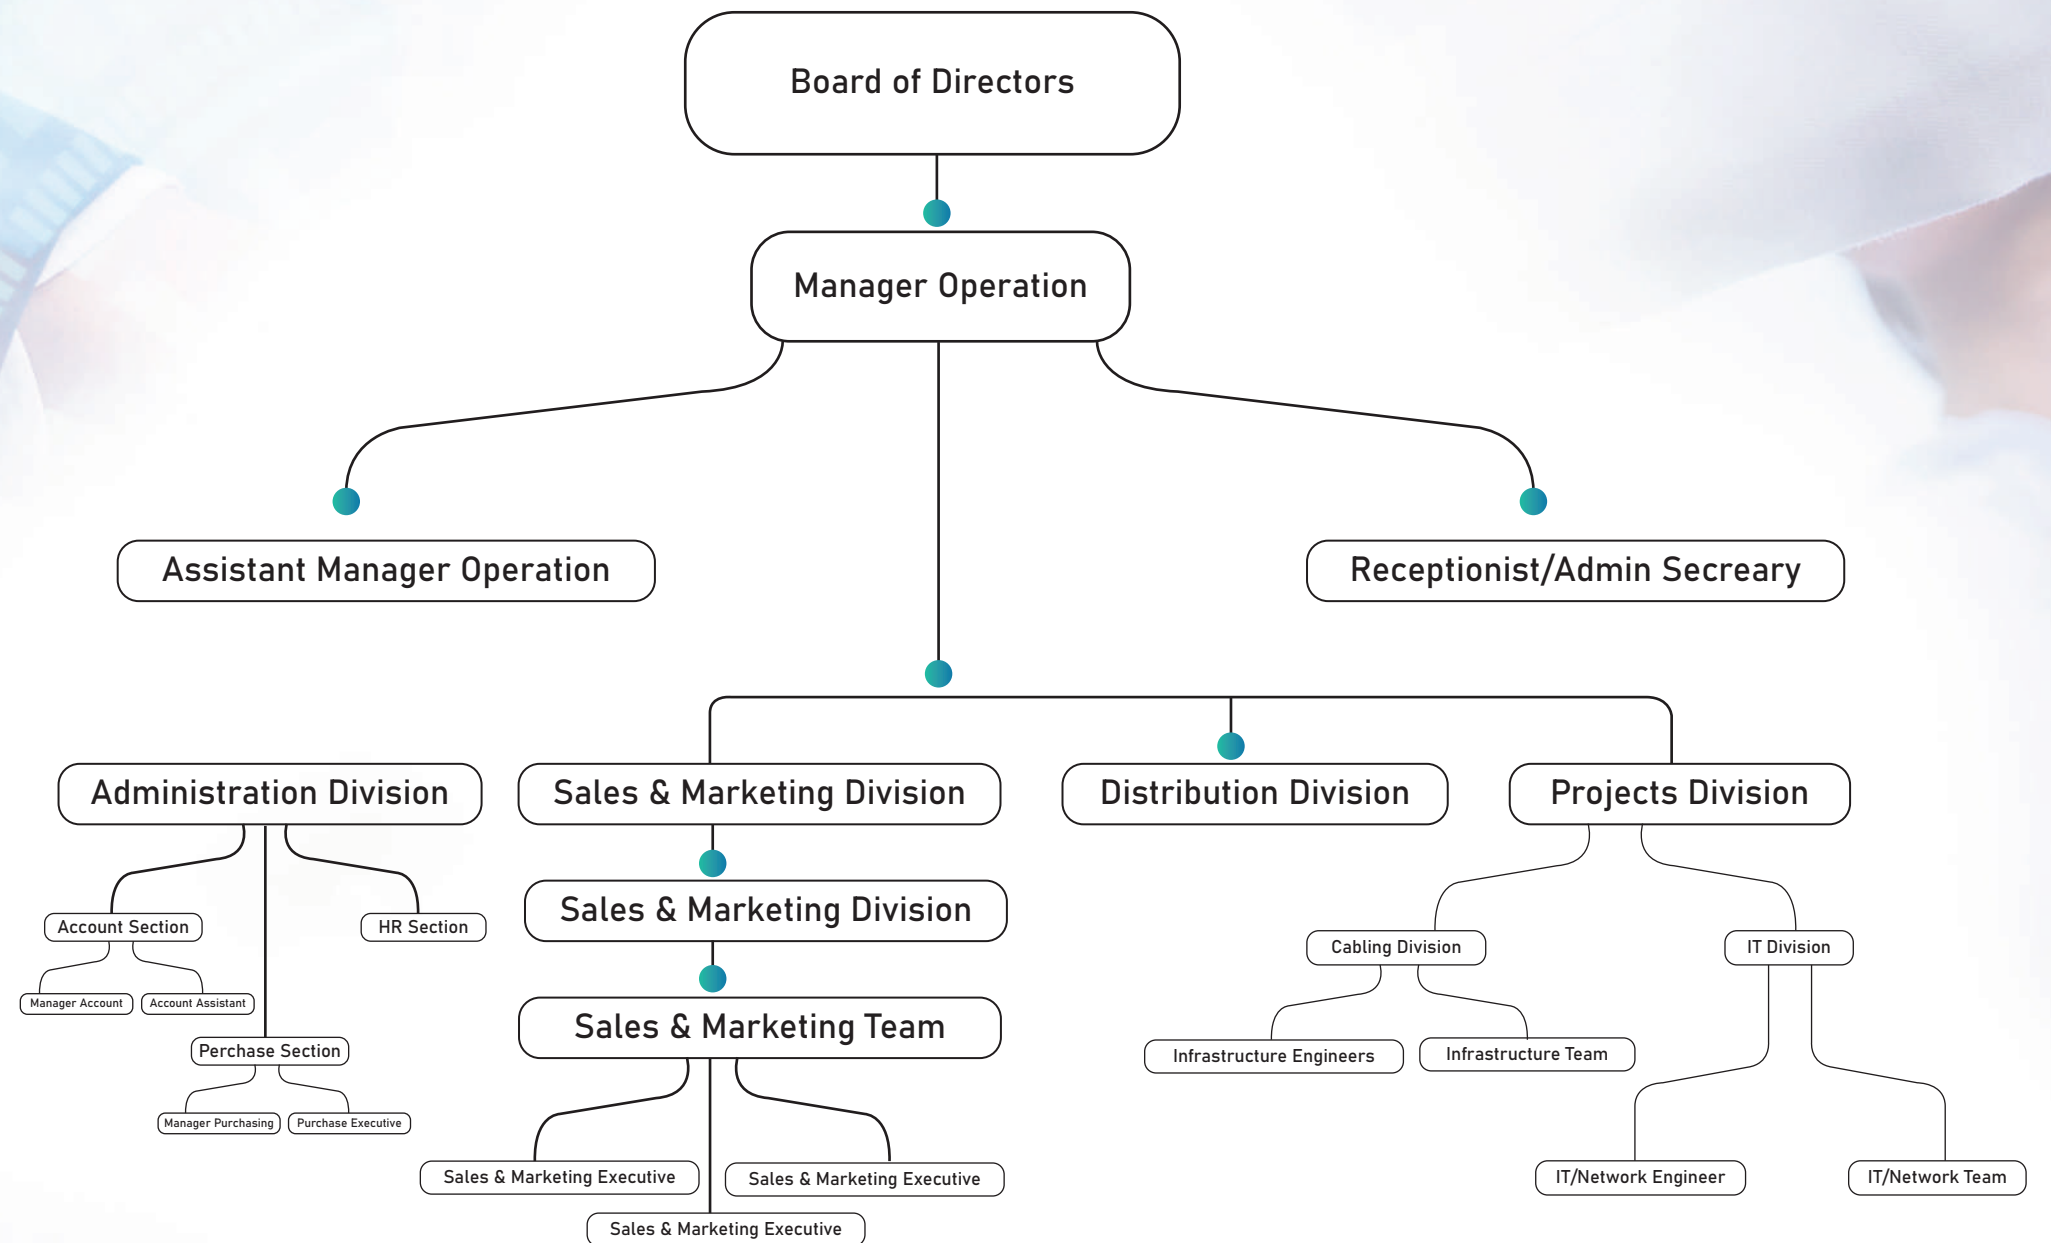 Board of Directors
Manager Operation
Assistant Manager Operation
Receptionist/Admin Secreary
Administration Division
Sales & Marketing Division
Distribution Division
Projects Division
Sales & Marketing Division
Account Section
HR Section
Cabling Division
IT Division
Manager Account
Account Assistant
Sales & Marketing Team
Perchase Section
Infrastructure Engineers
Infrastructure Team
Manager Purchasing
Purchase Executive
Sales & Marketing Executive
Sales & Marketing Executive
IT/Network Engineer
IT/Network Team
Sales & Marketing Executive